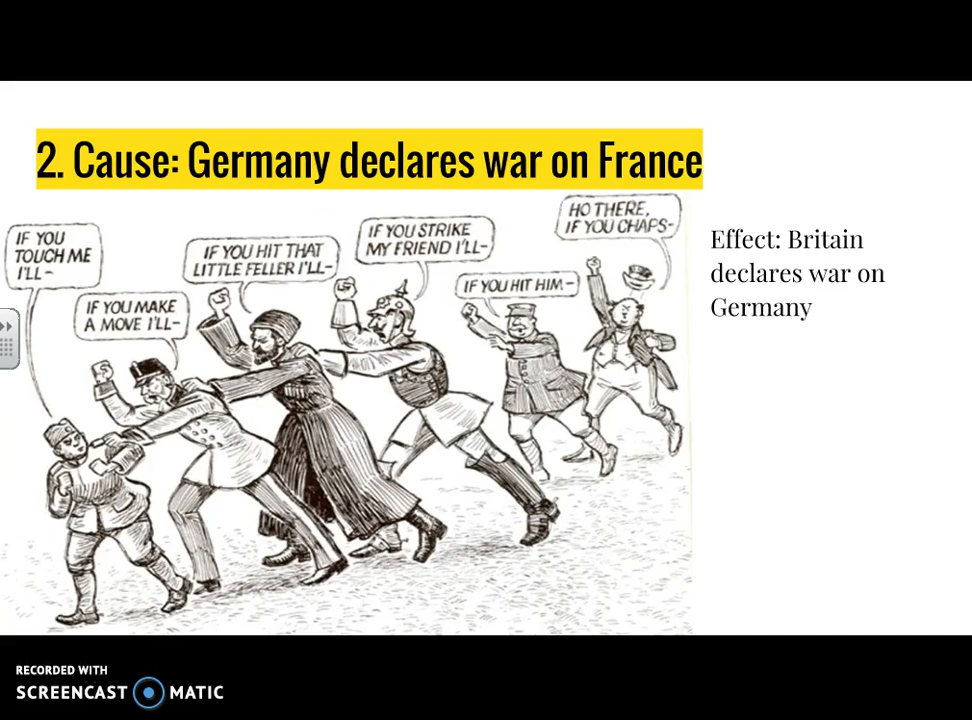 2. Cause: Germany declares war on France
IF YOU
TOUCH ME
I'LL-
IF YOU MAKE
A MOVE I'LL-
IF YOU HIT THAT
LITTLE FELLER I'LL-
IF YOU STRIKE
MY FRIEND I'LL-
IF YOU HIT HIM-
HO THERE,
IF YOU CHAPS-
Effect: Britain
declares war on
Germany
RECORDED WITH
SCREENCAST MATIC